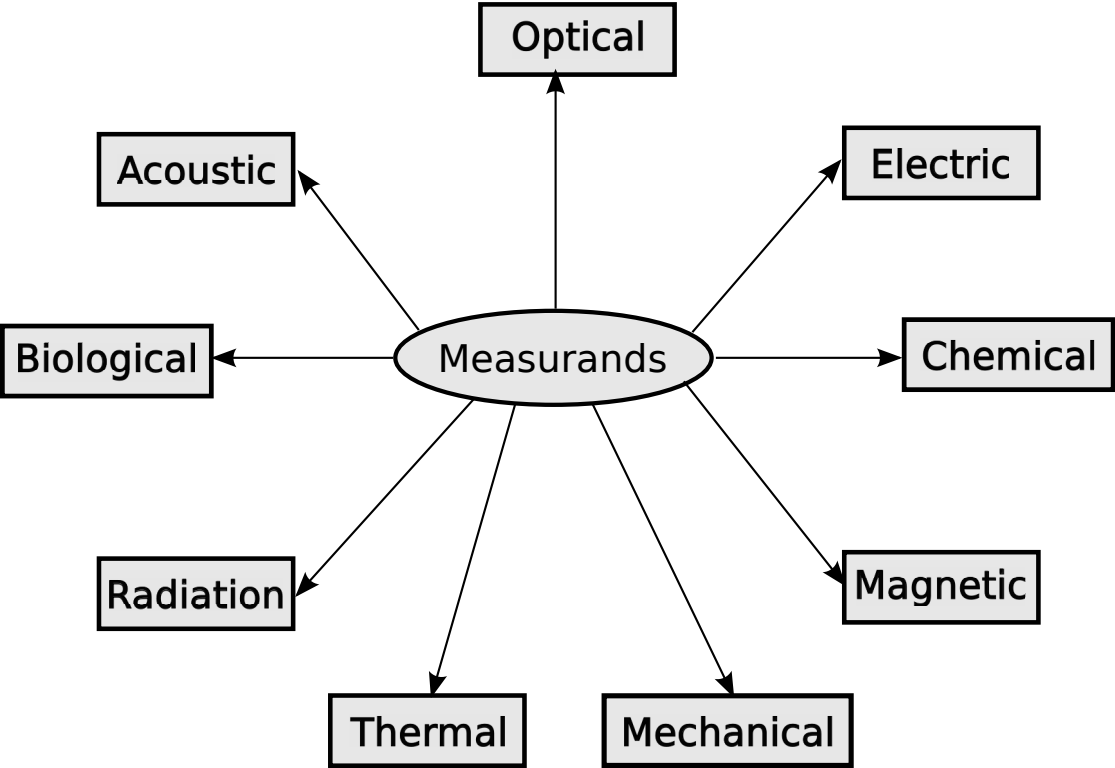 Optical
Acoustic
Electric
Biological
Measurands
Chemical
Radiation
Magnetic
Thermal
Mechanical